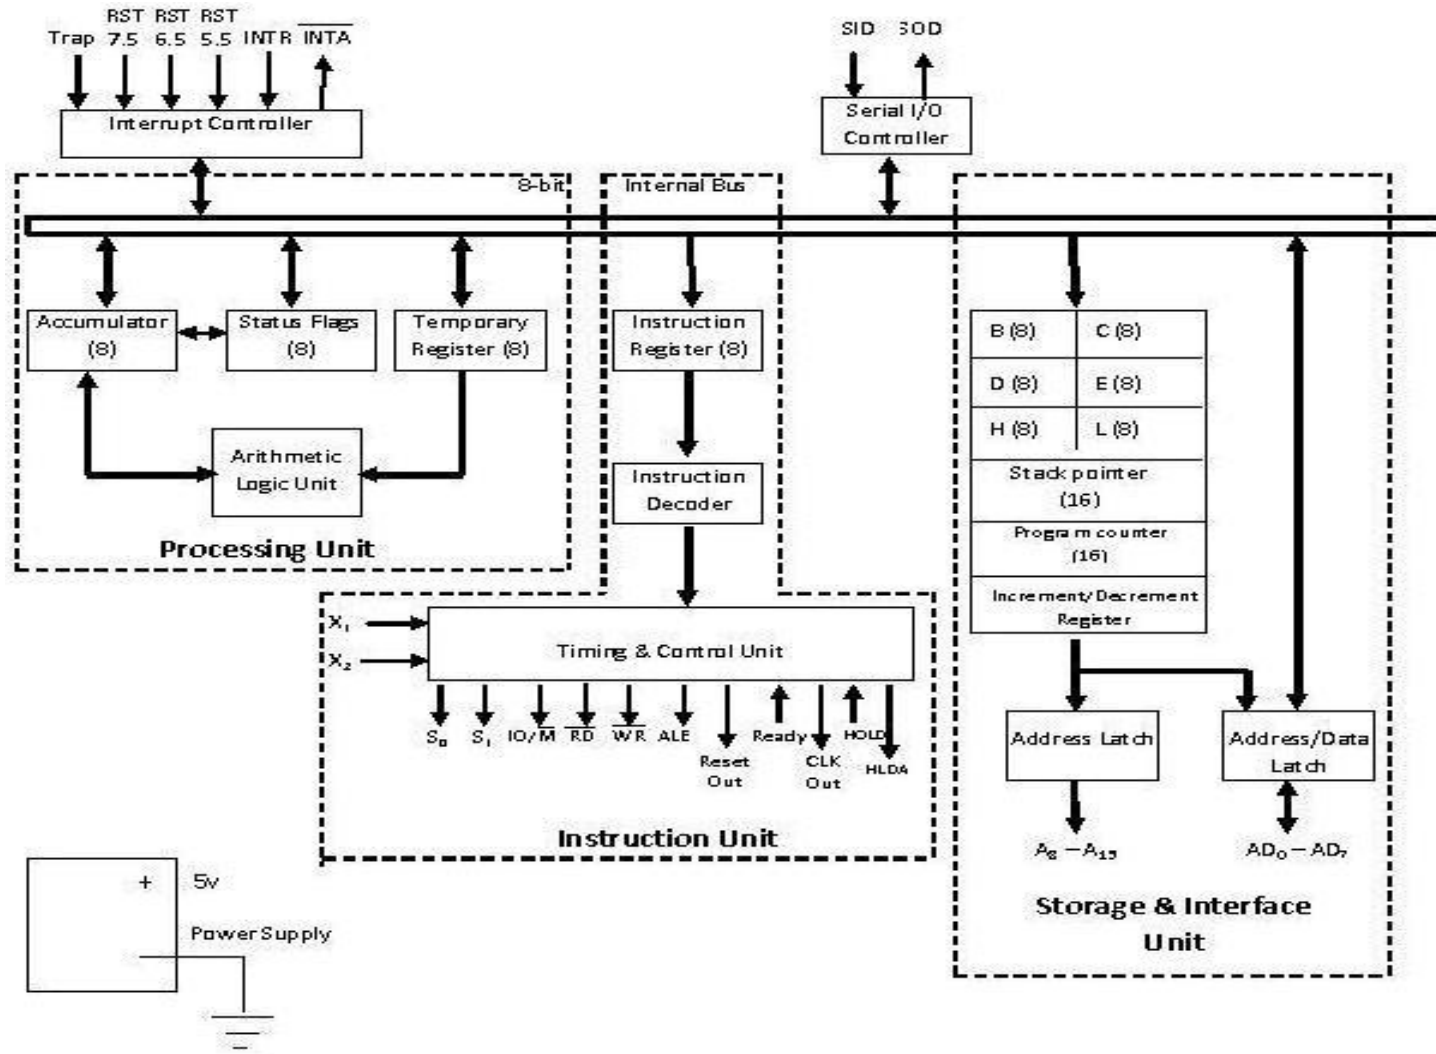 RST RST RST
Trap 7.5 6.5 5.5 INTR INTA
Interrupt Controller
SID SOD
Serial I/O
Controller
8-bit
Internal Bus
Accumulator
(8)
Status Flags
(8)
Temporary
Register (8)
Instruction
Register (8)
B (8) C (8)
D (8) E (8)
H (8) L (8)
Stack pointer
(16)
Program counter
(16)
Increment/Decrement
Register
Arithmetic
Logic Unit
Instruction
Decoder
Processing Unit
X₁
X₂
Timing & Control Unit
S₀ S₁ IO/M RD WR ALE Ready HOLD
Reset
Out
CLK
Out
HLDA
Instruction Unit
Address Latch
Address/Data
Latch
A₈ – A₁₅
AD₀ – AD₇
Storage & Interface
Unit
+ 5v
Power Supply